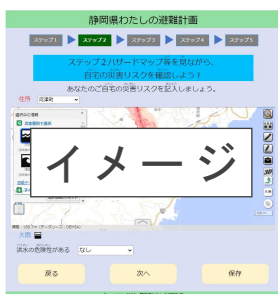 静岡県わたしの避難計画
ステップ1 ステップ2 ステップ3 ステップ4 ステップ5
ステップ2ハザードマップ等を見ながら、
自宅の災害リスクを確認しよう！
あなたのご自宅の災害リスクを記入しましょう。
住所 河津町
イメージ
大雨
洪水の危険性がある なし
戻る 次へ 保存